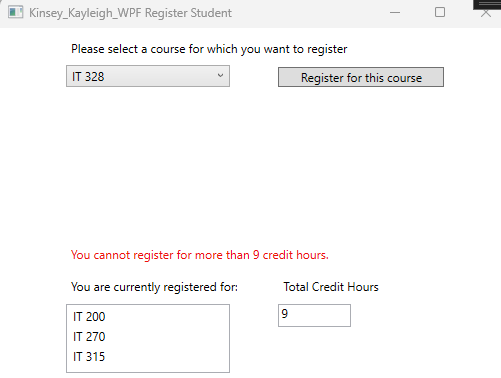 Kinsey_Kayleigh_WPF Register Student
Please select a course for which you want to register
IT 328
Register for this course
You cannot register for more than 9 credit hours.
You are currently registered for:
Total Credit Hours
IT 200
9
IT 270
IT 315